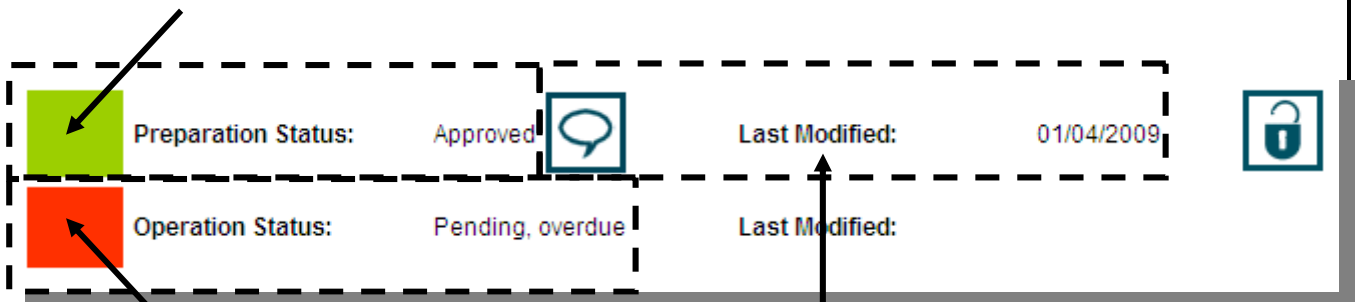 Preparation Status: Approved Last Modified: 01/04/2009
Operation Status: Pending, overdue Last Modified: